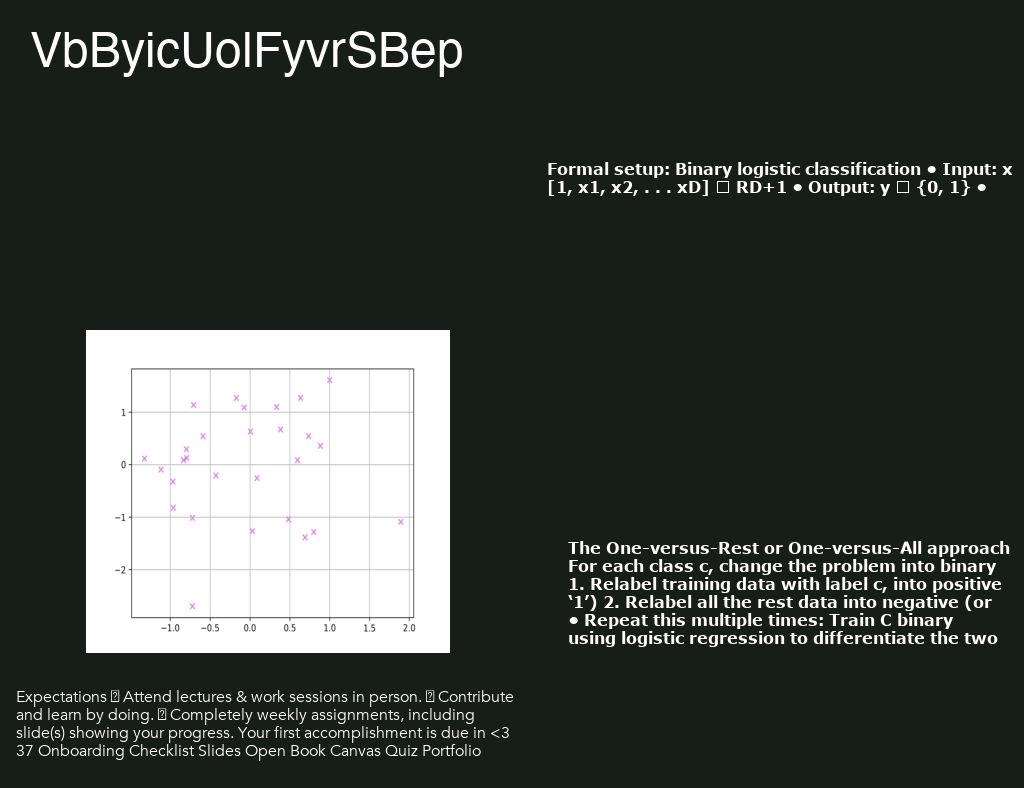 VbByicUoIFyvrSBep
Formal setup: Binary logistic classification • Input: x
[1, x1, x2, . . . xD] □ RD+1 • Output: y □ {0, 1} •
1
0
−1
−2
−1.0 −0.5 0.0 0.5 1.0 1.5 2.0
The One-versus-Rest or One-versus-All approach
For each class c, change the problem into binary
1. Relabel training data with label c, into positive
‘1’) 2. Relabel all the rest data into negative (or
• Repeat this multiple times: Train C binary
using logistic regression to differentiate the two
Expectations ⍰ Attend lectures & work sessions in person. ⍰ Contribute
and learn by doing. ⍰ Completely weekly assignments, including
slide(s) showing your progress. Your first accomplishment is due in <3
37 Onboarding Checklist Slides Open Book Canvas Quiz Portfolio